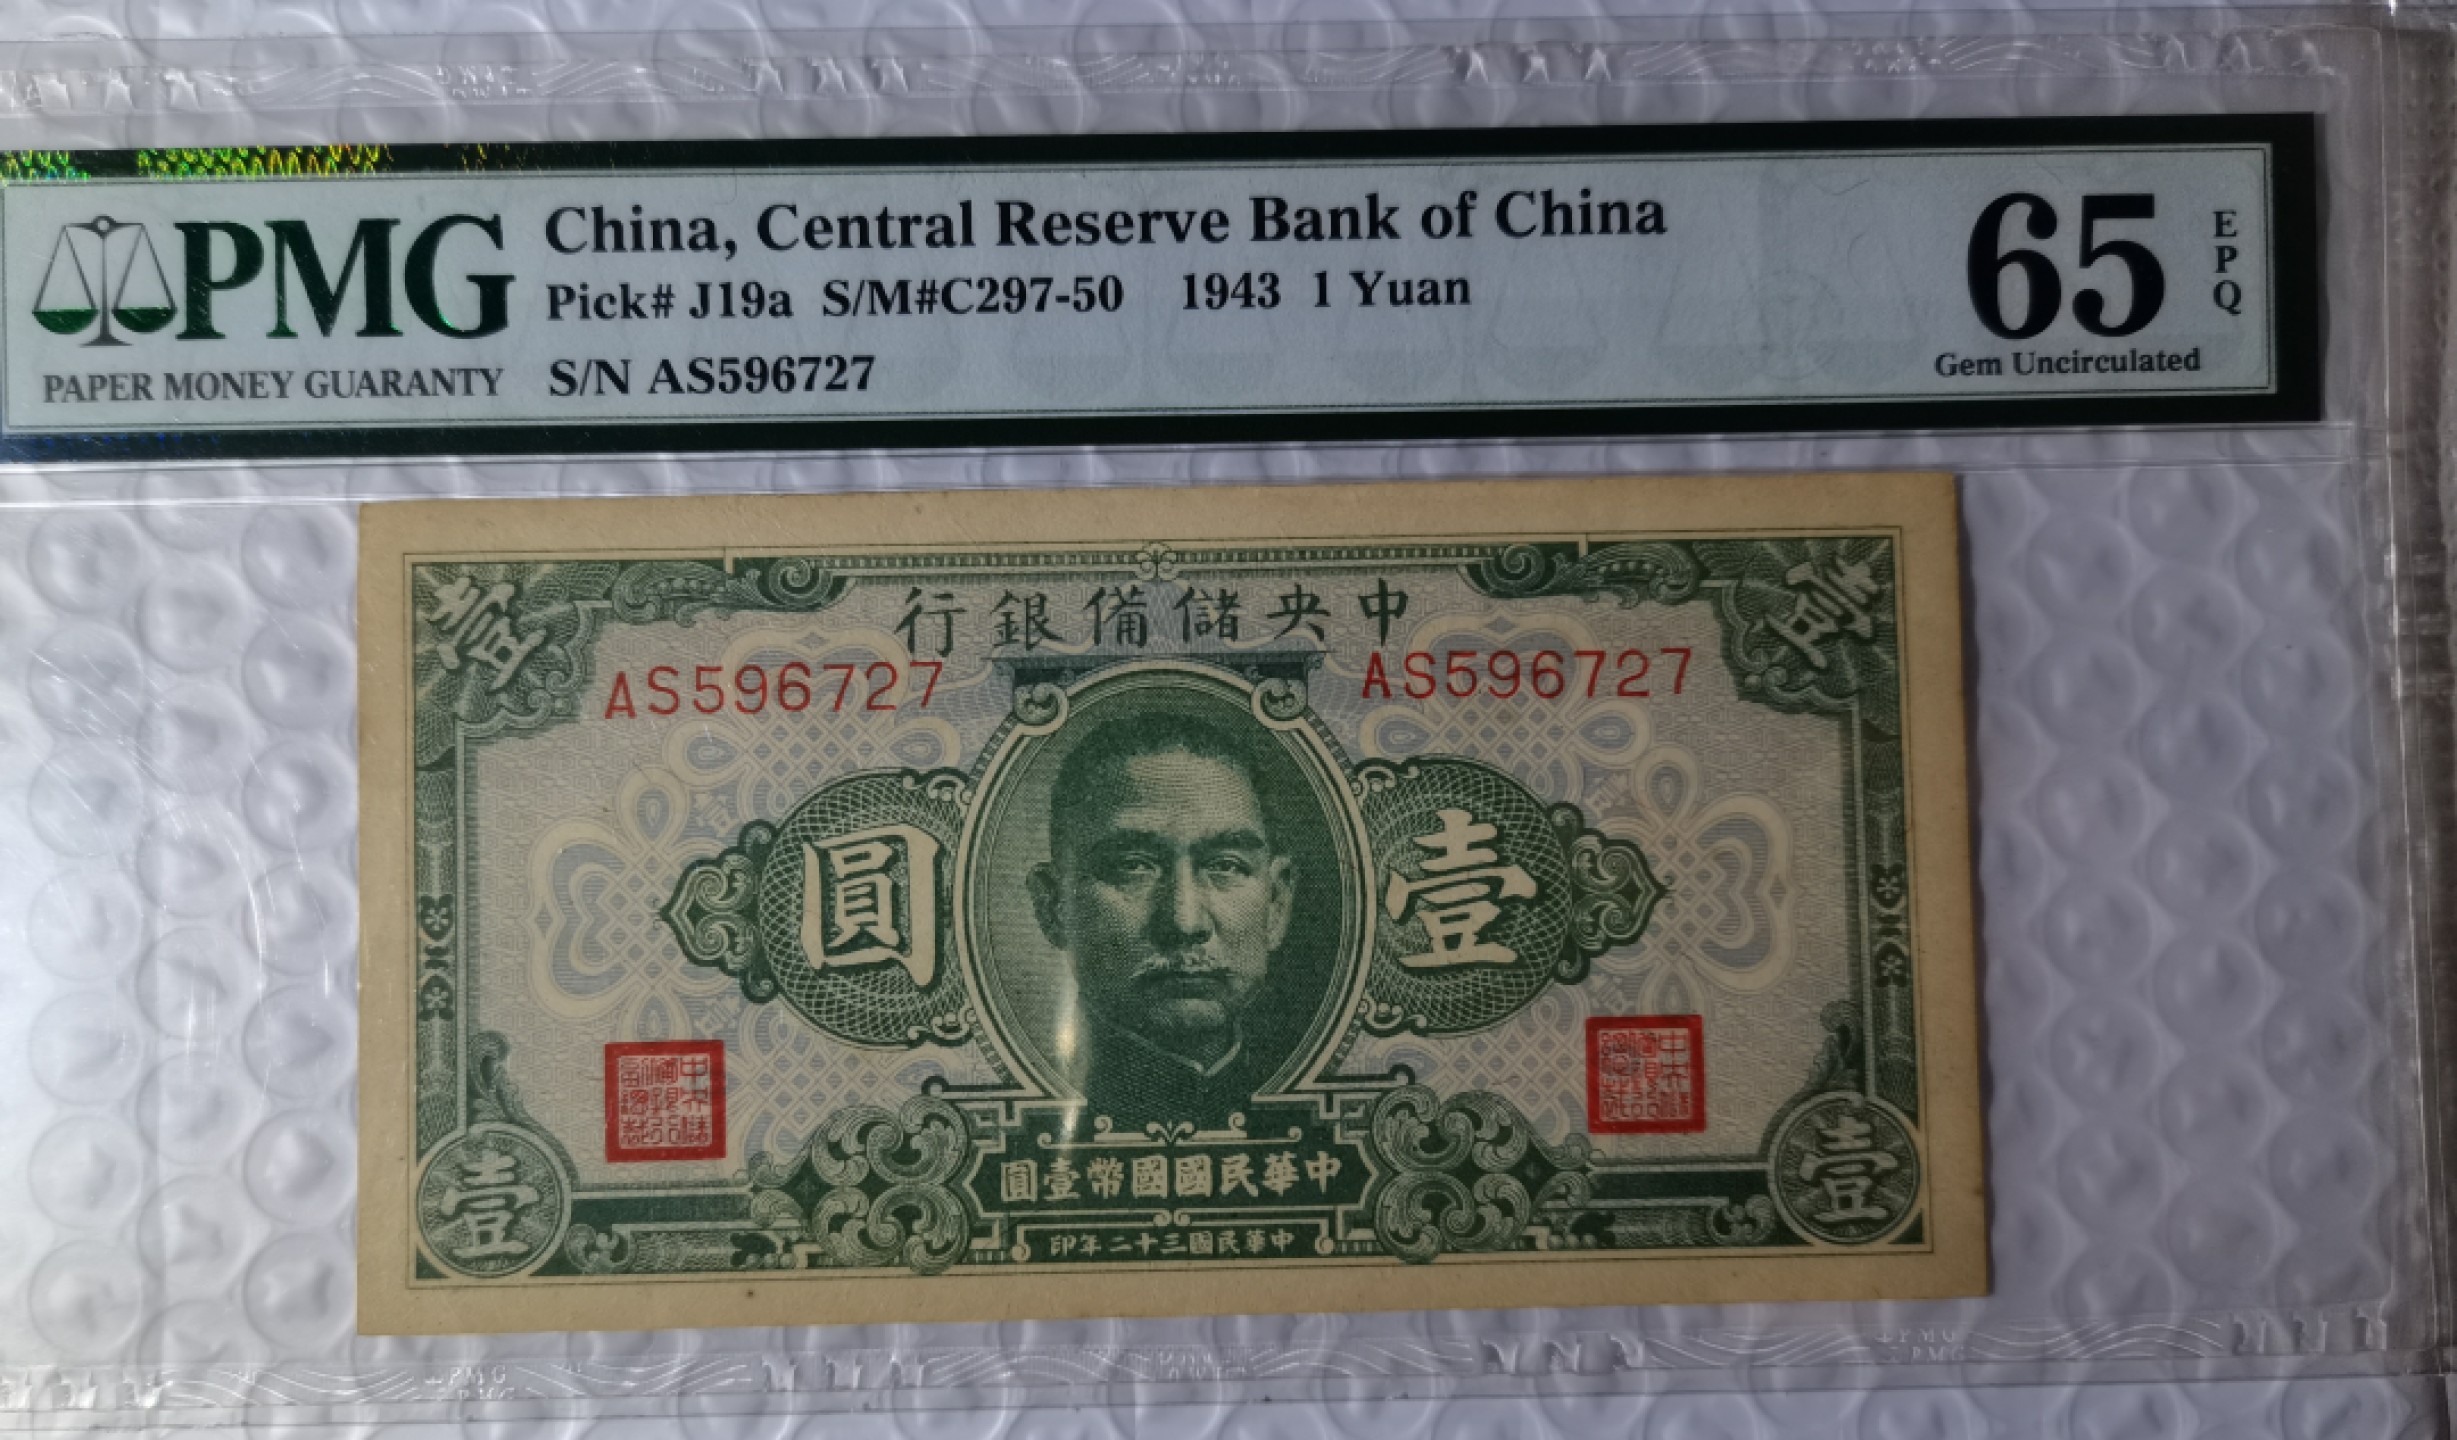 PMG
PAPER MONEY GUARANTY
China, Central Reserve Bank of China
Pick# J19a S/M#C297-50 1943 1 Yuan
S/N AS596727
65
EPQ
Gem Uncirculated
壹
壹
中央儲備銀行
AS596727
AS596727
壹
圓
中華民國國幣壹圓
中華民國三十二年印
壹
壹
PMG
PMG